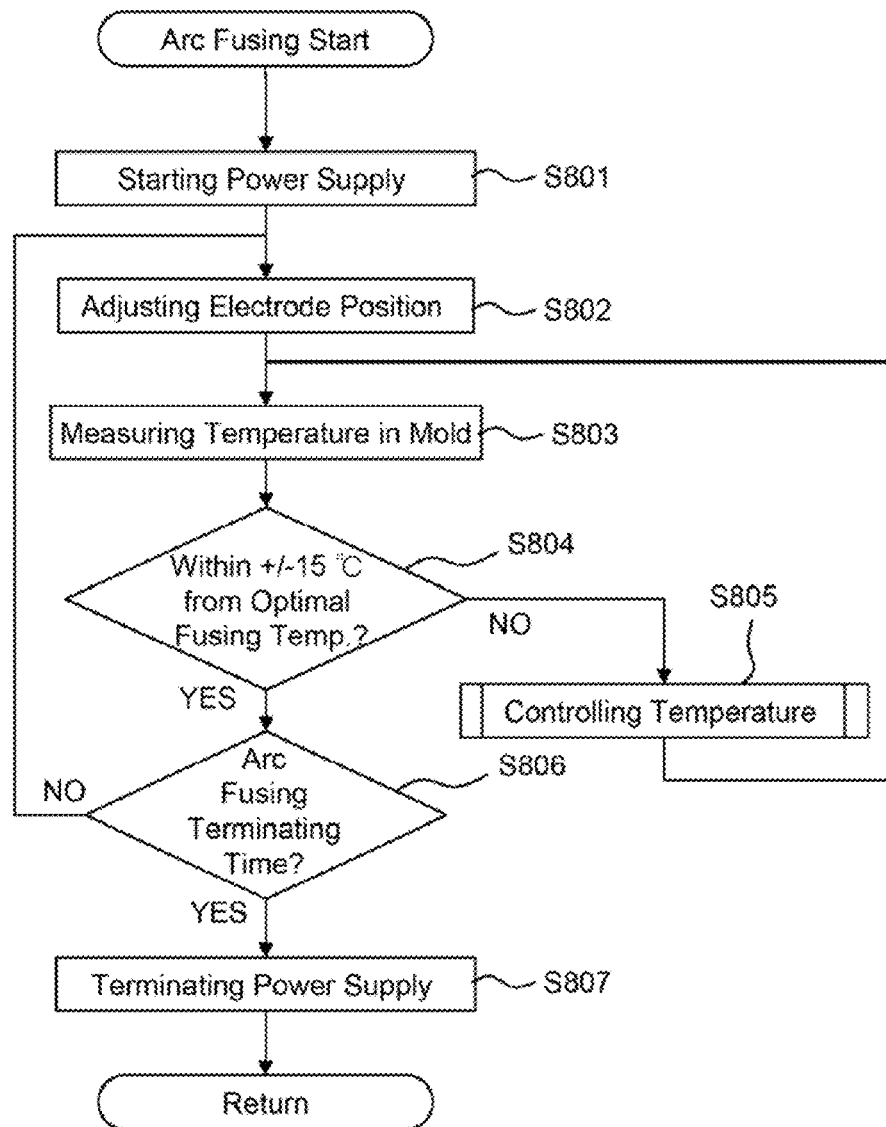 Arc Fusing Start
Starting Power Supply
S801
Adjusting Electrode Position
S802
Measuring Temperature in Mold
S803
Within +/-15 ℃
from Optimal
Fusing Temp.?
S804
NO
S805
YES
Controlling Temperature
Arc
Fusing
Terminating
Time?
S806
NO
YES
Terminating Power Supply
S807
Return